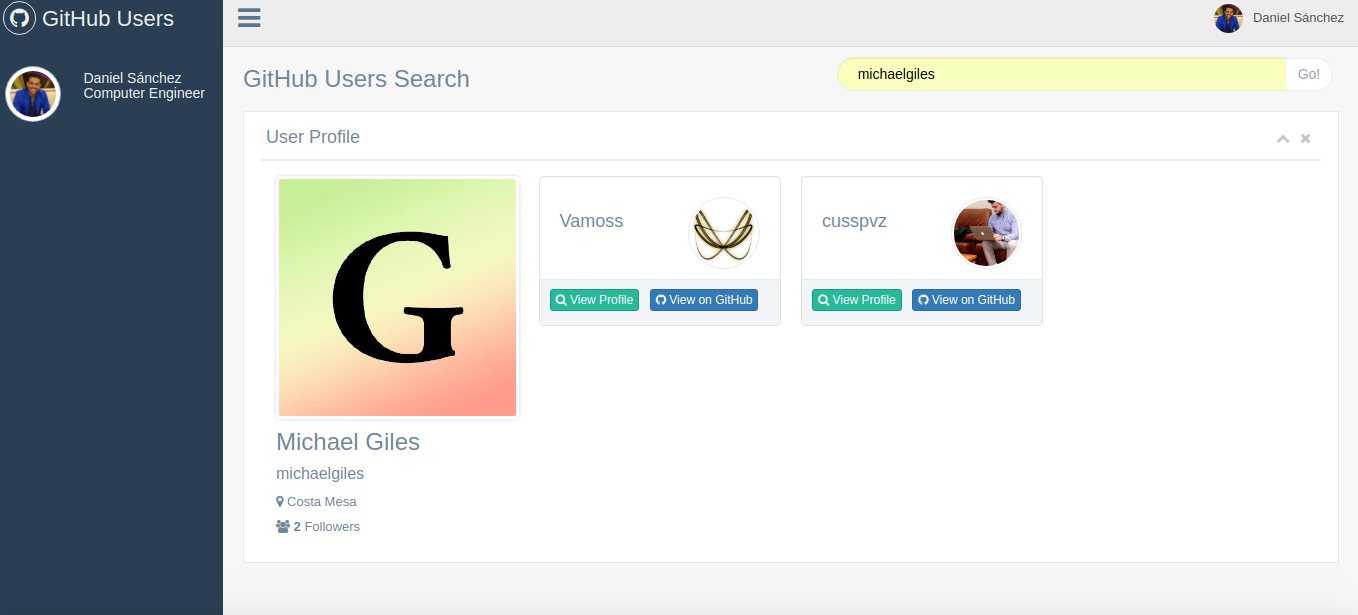 GitHub Users
Daniel Sánchez
Daniel Sánchez
Computer Engineer
GitHub Users Search
michaelgiles
Go!
User Profile
G
Vamoss
View Profile
View on GitHub
cusspvz
View Profile
View on GitHub
Michael Giles
michaelgiles
Costa Mesa
2 Followers